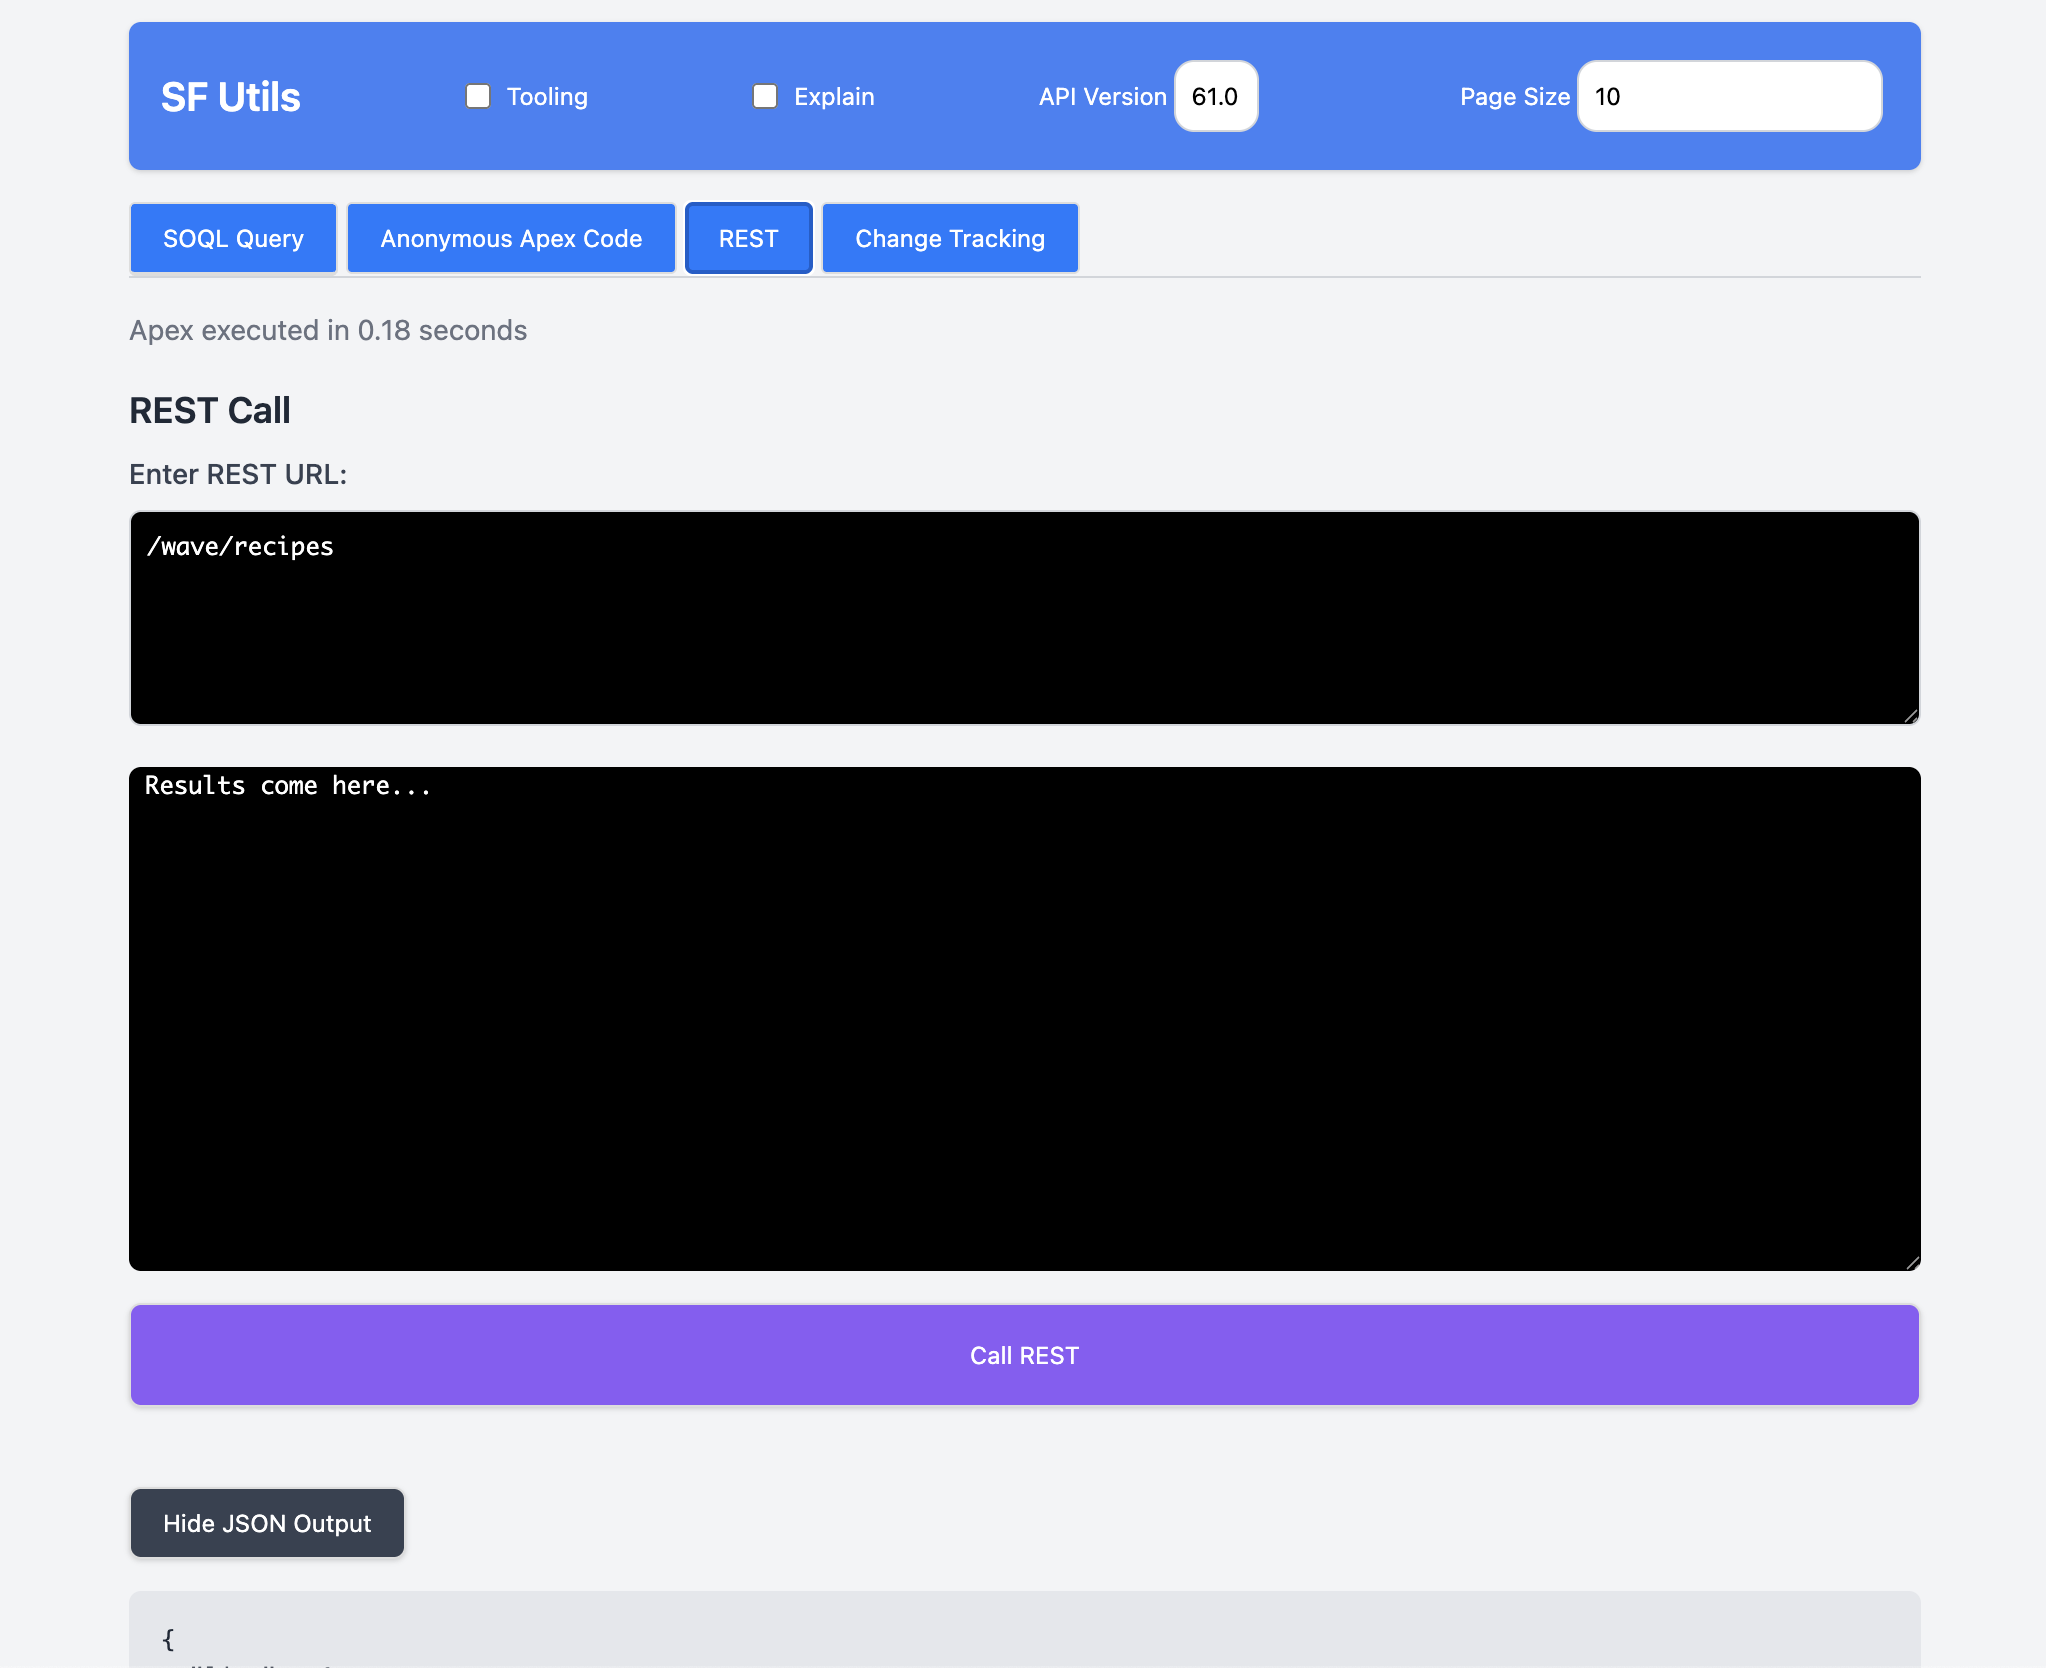 SF Utils
Tooling
Explain
API Version 61.0
Page Size 10
SOQL Query
Anonymous Apex Code
REST
Change Tracking
Apex executed in 0.18 seconds
REST Call
Enter REST URL:
/wave/recipes
Results come here...
Call REST
Hide JSON Output
{